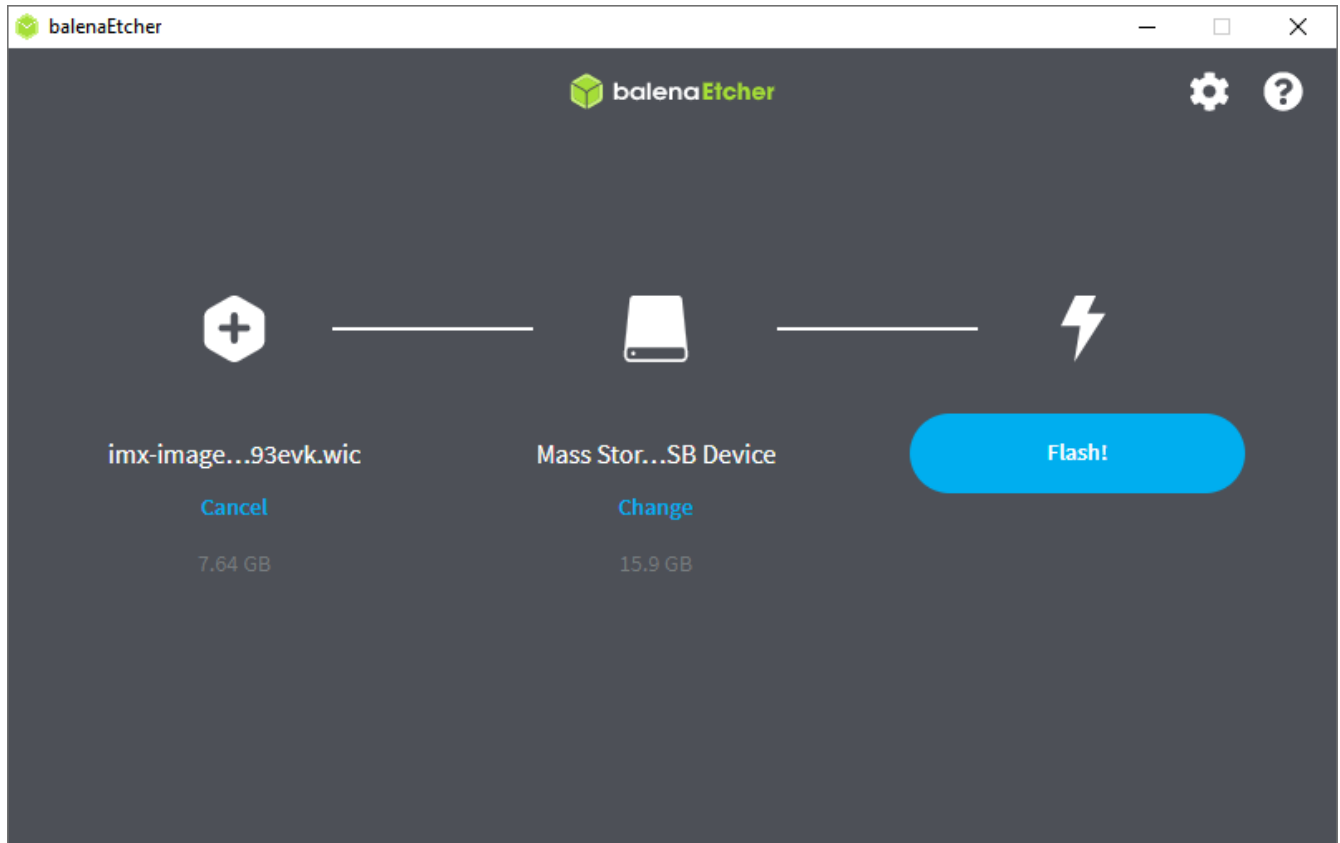 balenaEtcher
balenaEtcher
imx-image...93evk.wic
Mass Stor...SB Device
Flash!
Cancel
Change
7.64 GB
15.9 GB